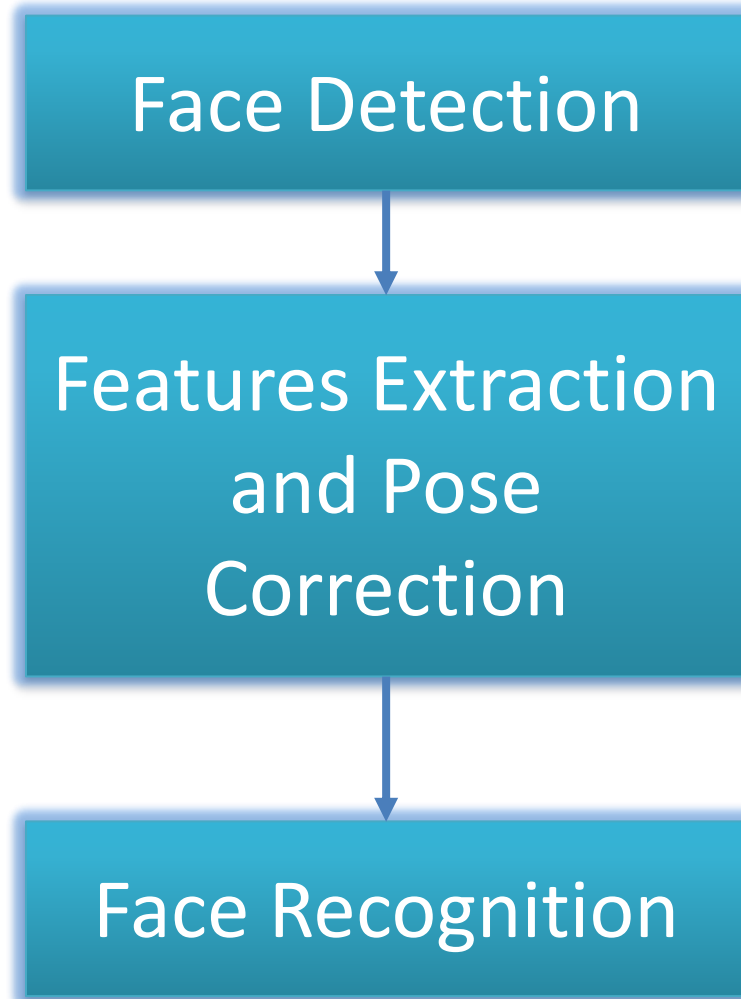 Face Detection
Features Extraction
and Pose
Correction
Face Recognition